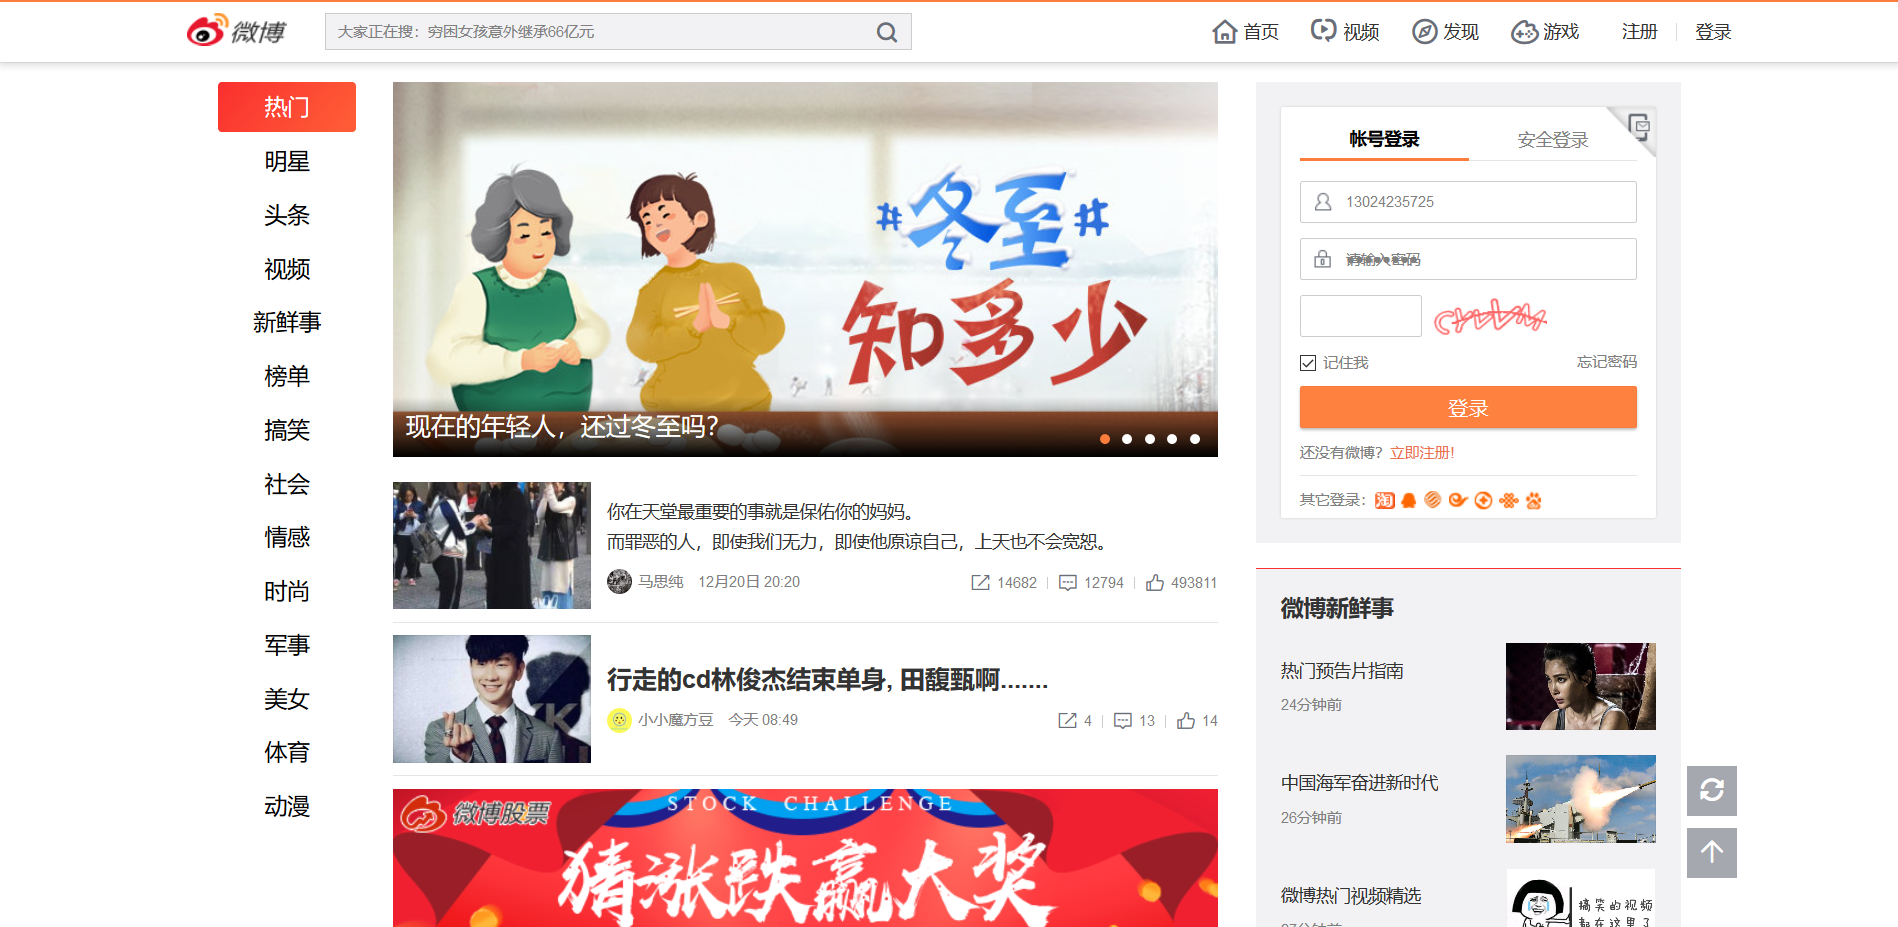 微博
大家正在搜：穷困女孩意外继承66亿元
首页
视频
发现
游戏
注册
登录
热门
明星
头条
视频
新鲜事
榜单
搞笑
社会
情感
时尚
军事
美女
体育
动漫
#冬至#
知多少
现在的年轻人，还过冬至吗？
你在天堂最重要的事就是保佑你的妈妈。
而罪恶的人，即使我们无力，即使他原谅自己，上天也不会宽恕。
马思纯 12月20日 20:20
14682
12794
493811
行走的cd林俊杰结束单身, 田馥甄啊.......
小小魔方豆 今天 08:49
4
13
14
微博股票
STOCK CHALLENGE
猜涨跌赢大奖
帐号登录
安全登录
13024235725
请输入密码
记住我
忘记密码
登录
还没有微博？立即注册!
其它登录：
淘
微博新鲜事
热门预告片指南
24分钟前
中国海军奋进新时代
26分钟前
微博热门视频精选
搞笑的视频
都在这里了